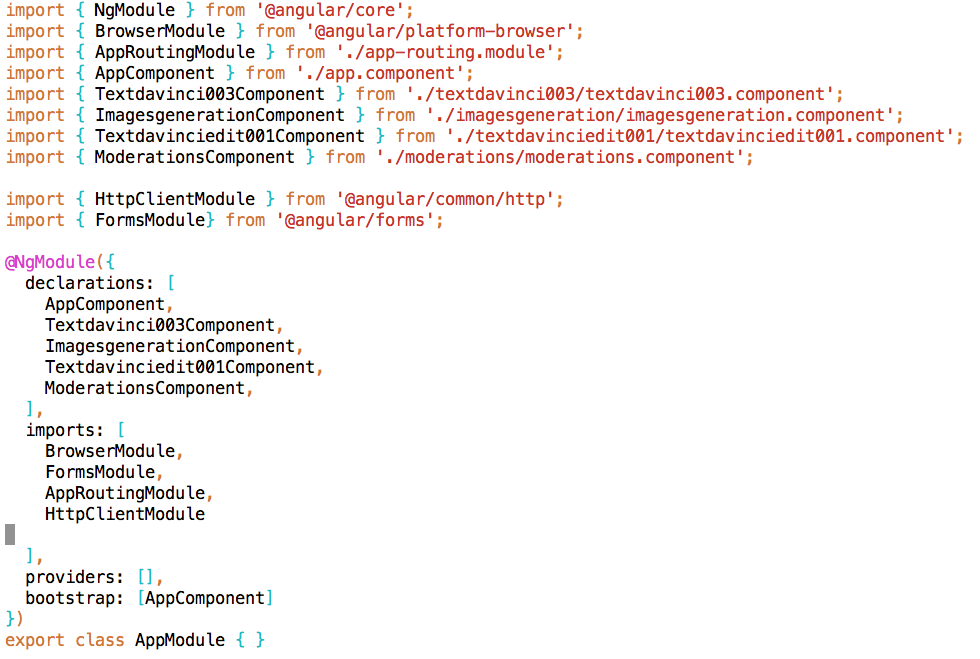 import { NgModule } from '@angular/core';
import { BrowserModule } from '@angular/platform-browser';
import { AppRoutingModule } from './app-routing.module';
import { AppComponent } from './app.component';
import { Textdavinci003Component } from './textdavinci003/textdavinci003.component';
import { ImagesgenerationComponent } from './imagesgeneration/imagesgeneration.component';
import { Textdavinciedit001Component } from './textdavinciedit001/textdavinciedit001.component';
import { ModerationsComponent } from './moderations/moderations.component';

import { HttpClientModule } from '@angular/common/http';
import { FormsModule} from '@angular/forms';

@NgModule({
  declarations: [
    AppComponent,
    Textdavinci003Component,
    ImagesgenerationComponent,
    Textdavinciedit001Component,
    ModerationsComponent,
  ],
  imports: [
    BrowserModule,
    FormsModule,
    AppRoutingModule,
    HttpClientModule

  ],
  providers: [],
  bootstrap: [AppComponent]
})
export class AppModule { }